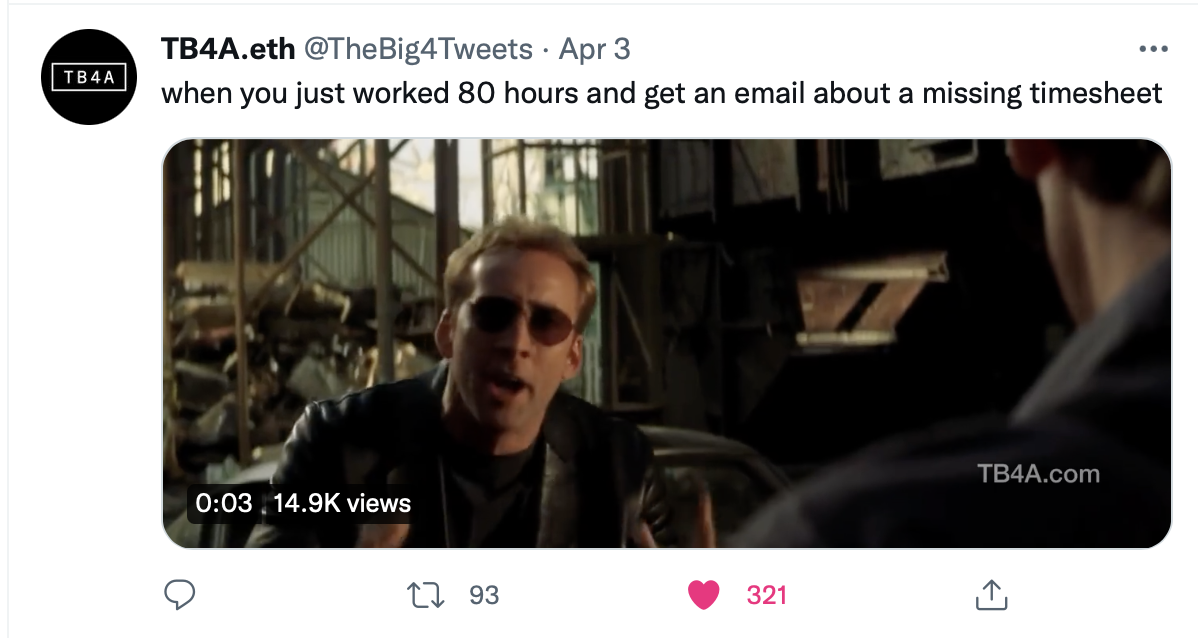 TB4A
TB4A.eth @TheBig4Tweets · Apr 3
when you just worked 80 hours and get an email about a missing timesheet
TB4A.com
0:03 14.9K views
93 321